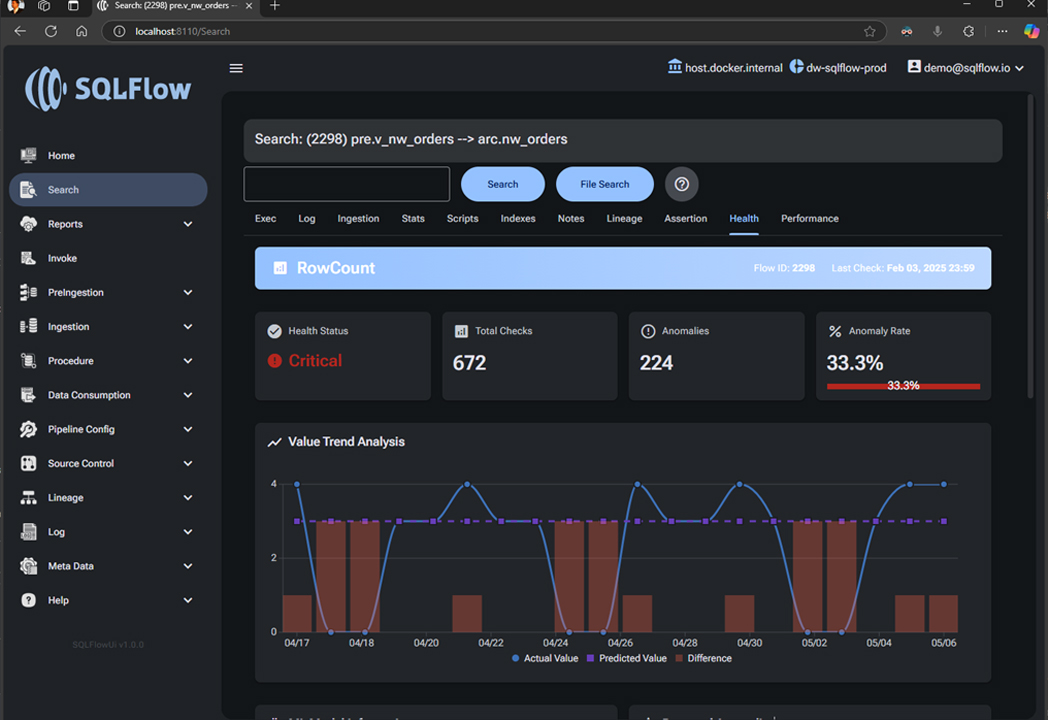 Search: (2298) pre.v_nw_orders --
localhost:8110/Search
SQLFlow
host.docker.internal dw-sqlflow-prod demo@sqlflow.io
Search: (2298) pre.v_nw_orders --> arc.nw_orders
Search File Search
Exec Log Ingestion Stats Scripts Indexes Notes Lineage Assertion Health Performance
Home
Search
Reports
Invoke
PreIngestion
Ingestion
Procedure
Data Consumption
Pipeline Config
Source Control
Lineage
Log
Meta Data
Help
SQLFlowUI v1.0.0
RowCount Flow ID: 2298 Last Check: Feb 03, 2025 23:59
Health Status
Critical
Total Checks
672
Anomalies
224
Anomaly Rate
33.3%
33.3%
Value Trend Analysis
4
2
0
04/17 04/18 04/20 04/22 04/24 04/26 04/28 04/30 05/02 05/04 05/06
Actual Value Predicted Value Difference